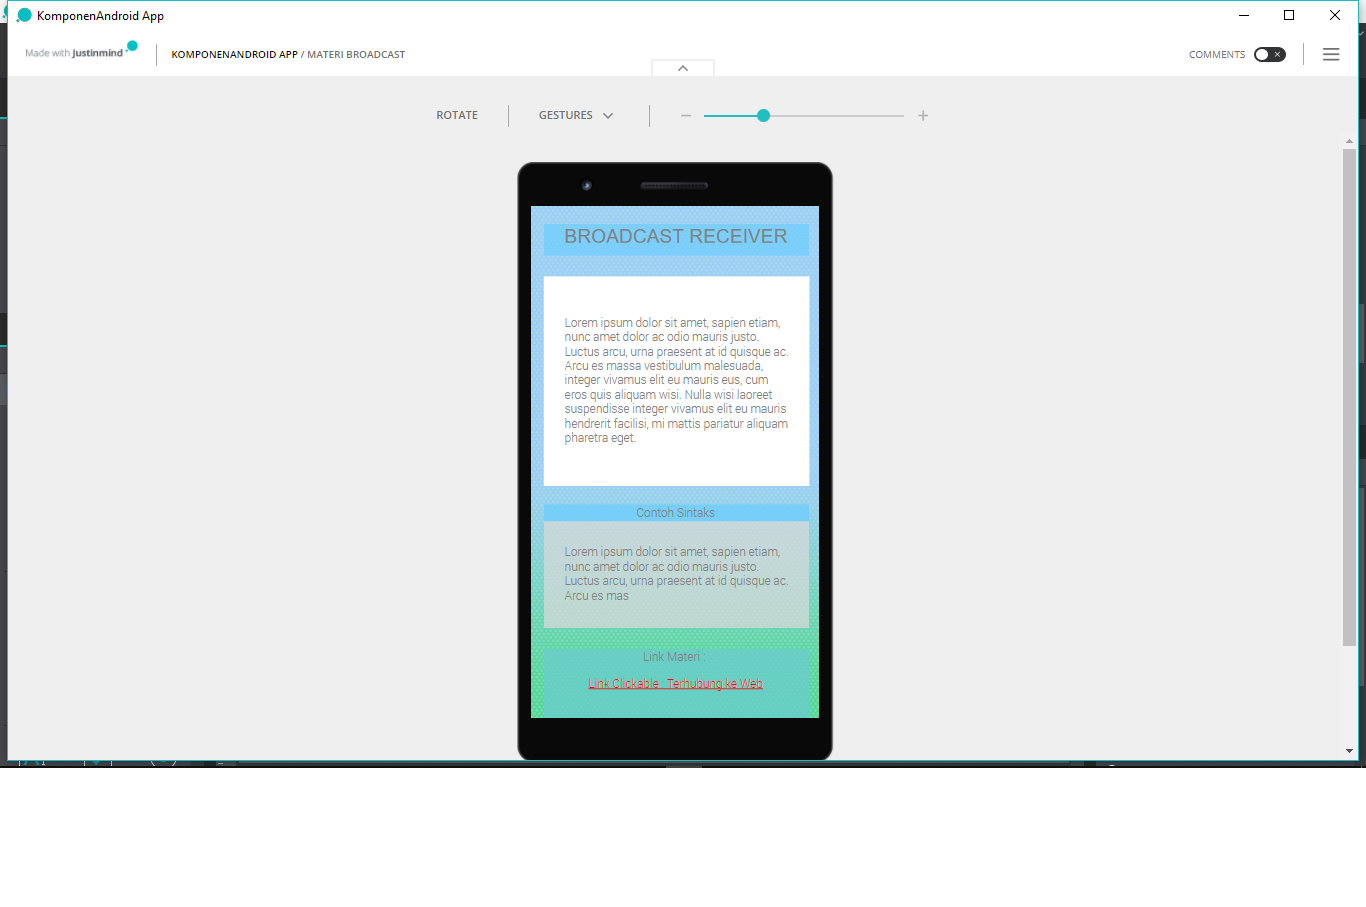 KomponenAndroid App
Made with Justinmind
KOMPONENANDROID APP / MATERI BROADCAST
COMMENTS
ROTATE
GESTURES
BROADCAST RECEIVER
Lorem ipsum dolor sit amet, sapien etiam,
nunc amet dolor ac odio mauris justo.
Luctus arcu, urna praesent at id quisque ac.
Arcu es massa vestibulum malesuada,
integer vivamus elit eu mauris eus, cum
eros quis aliquam wisi. Nulla wisi laoreet
suspendisse integer vivamus elit eu mauris
hendrerit facilisi, mi mattis pariatur aliquam
pharetra eget.
Contoh Sintaks
Lorem ipsum dolor sit amet, sapien etiam,
nunc amet dolor ac odio mauris justo.
Luctus arcu, urna praesent at id quisque ac.
Arcu es mas
Link Materi :
Link Clickable : Terhubung ke Web